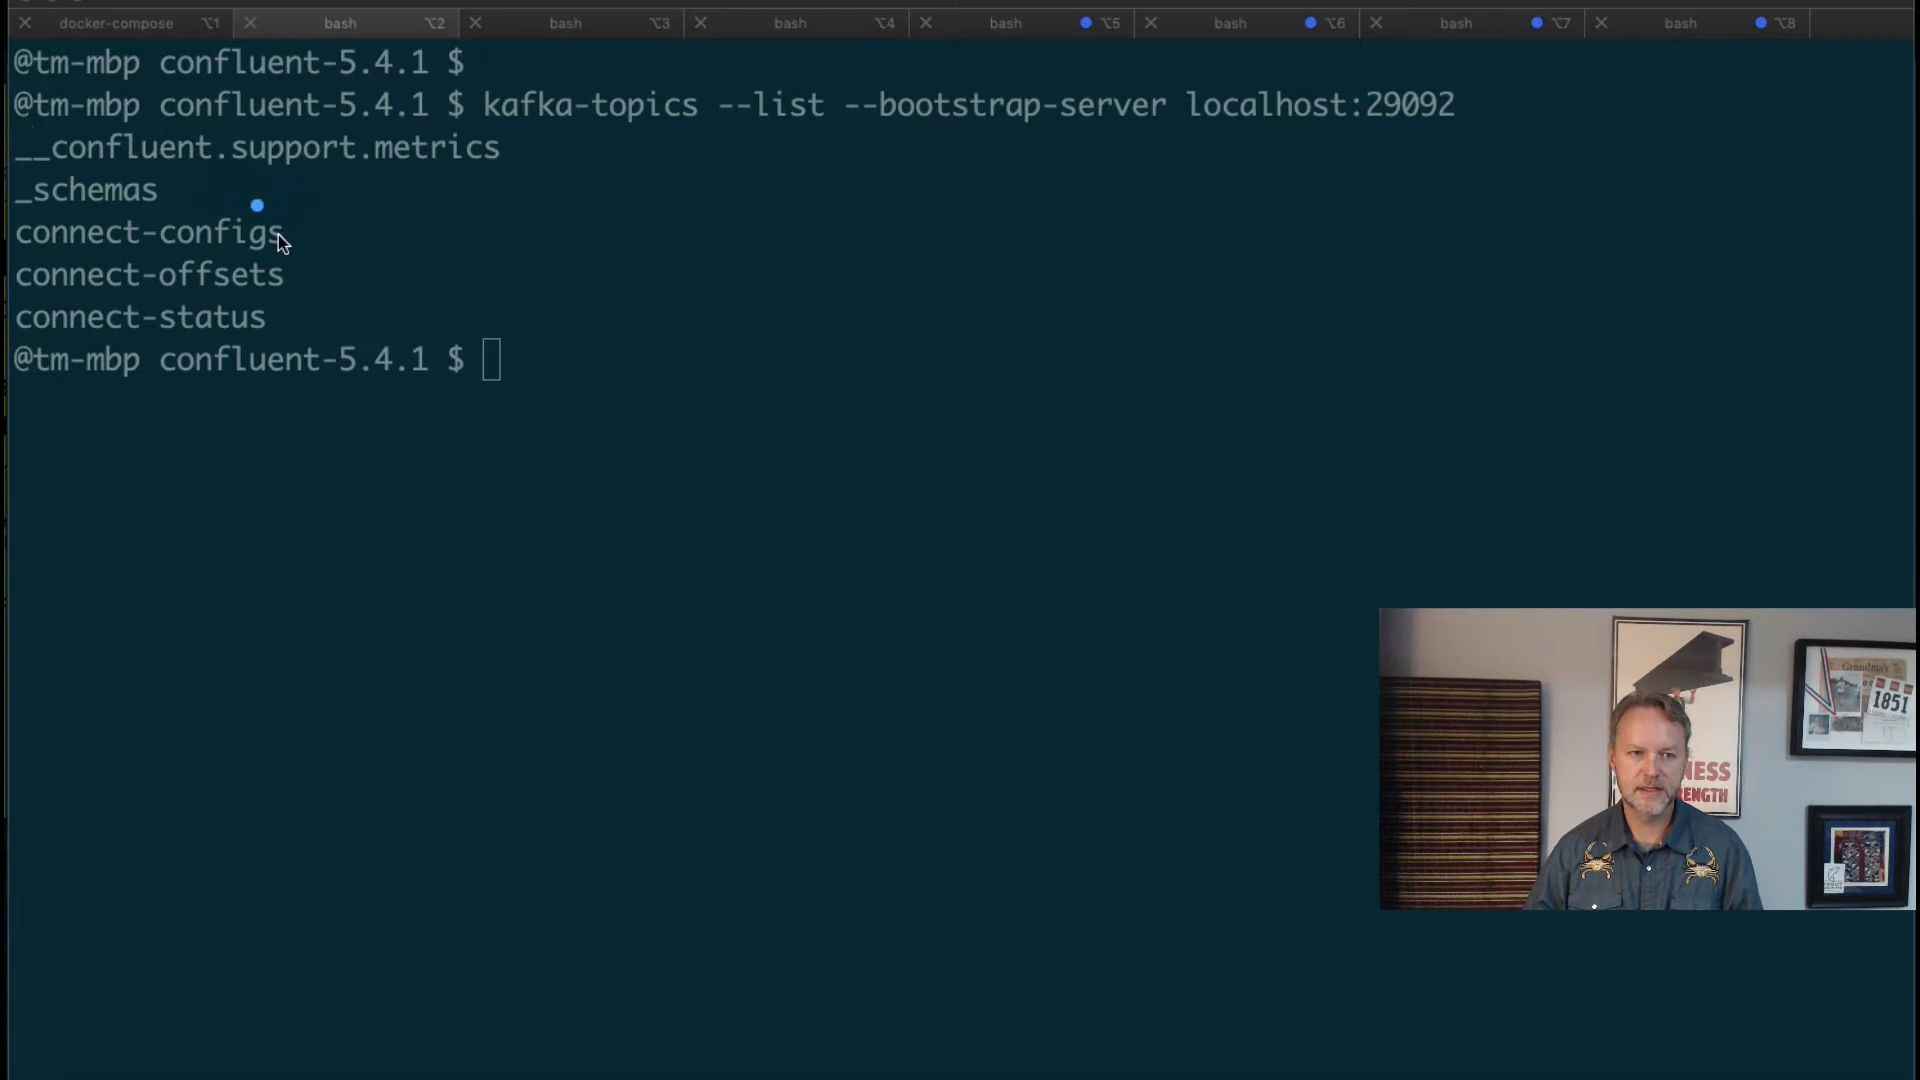 docker-compose ⌥1 bash ⌥2 bash ⌥3 bash ⌥4 bash ⌥5 bash ⌥6 bash ⌥7 bash ⌥8
@tm-mbp confluent-5.4.1 $
@tm-mbp confluent-5.4.1 $ kafka-topics --list --bootstrap-server localhost:29092
__confluent.support.metrics
_schemas
connect-configs
connect-offsets
connect-status
@tm-mbp confluent-5.4.1 $
Grandma's
1851